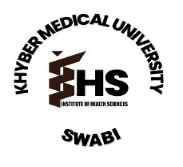 KHYBER MEDICAL UNIVERSITY
IHS
INSTITUTE OF HEALTH SCIENCES
SWABI